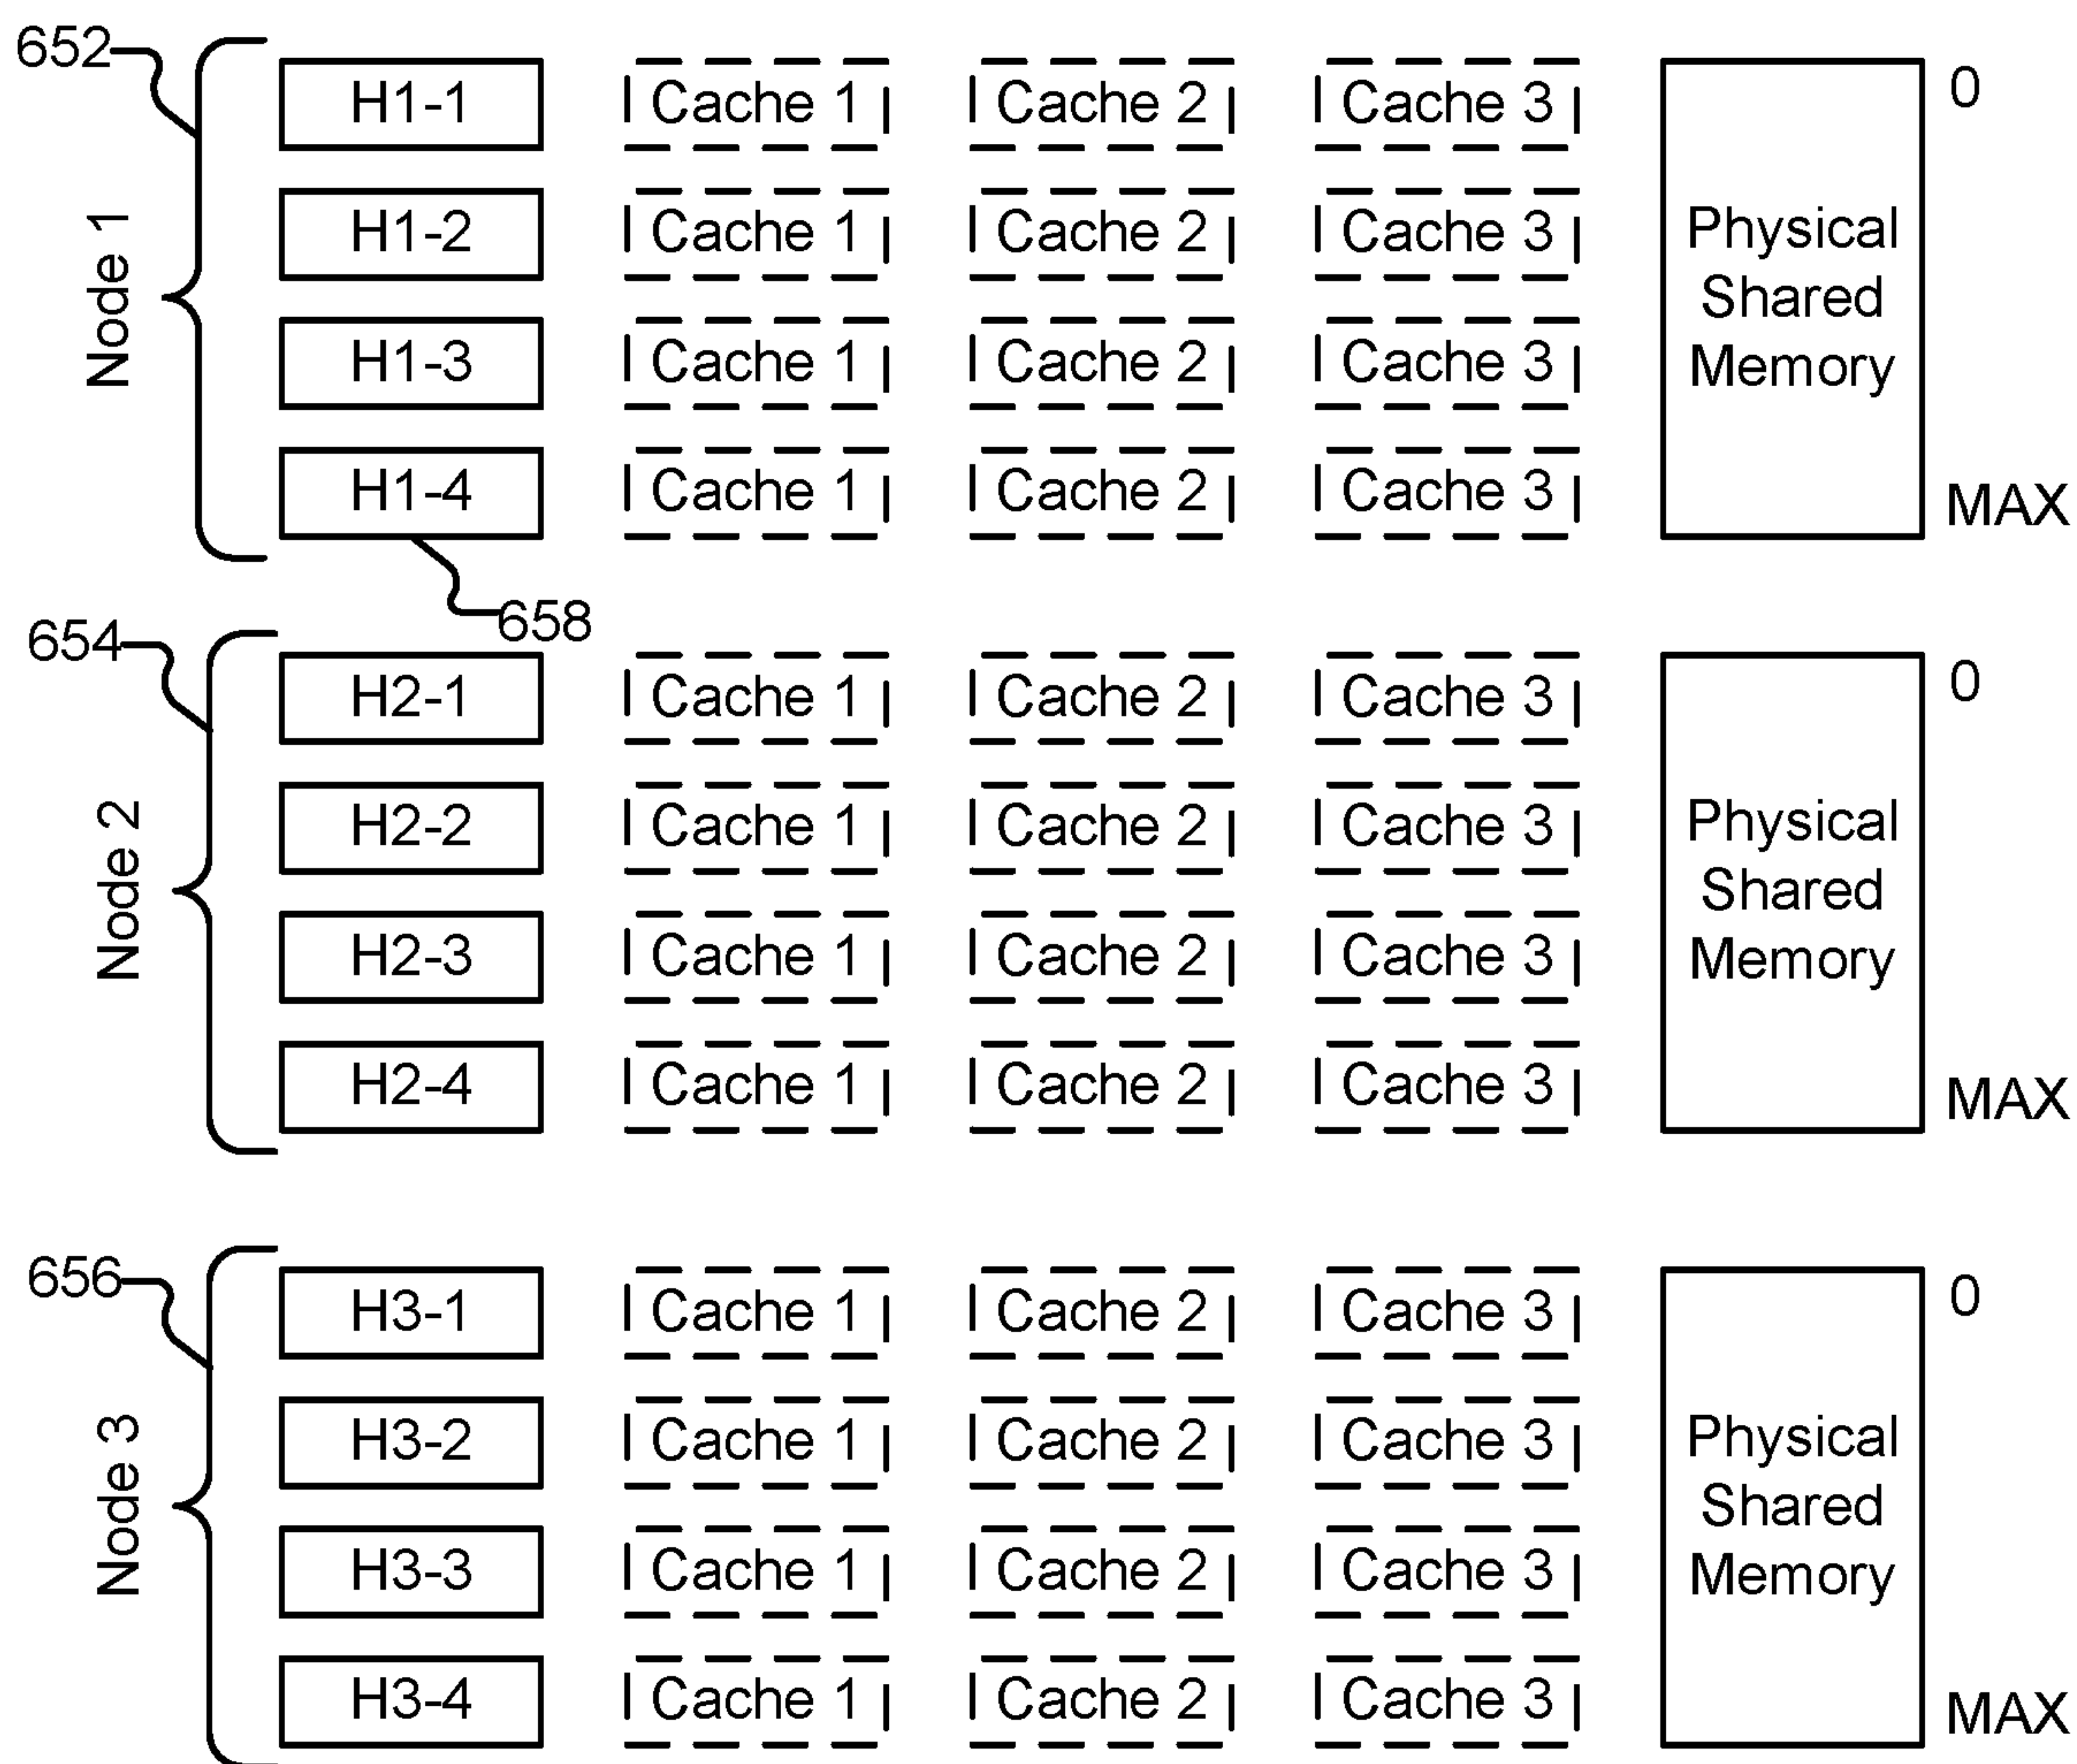 652
H1-1 Cache 1 Cache 2 Cache 3 0
Node 1
H1-2 Cache 1 Cache 2 Cache 3
Physical
Shared
Memory
H1-3 Cache 1 Cache 2 Cache 3
H1-4 Cache 1 Cache 2 Cache 3 MAX
658
654
H2-1 Cache 1 Cache 2 Cache 3 0
Node 2
H2-2 Cache 1 Cache 2 Cache 3
Physical
Shared
Memory
H2-3 Cache 1 Cache 2 Cache 3
H2-4 Cache 1 Cache 2 Cache 3 MAX
656
H3-1 Cache 1 Cache 2 Cache 3 0
Node 3
H3-2 Cache 1 Cache 2 Cache 3
Physical
Shared
Memory
H3-3 Cache 1 Cache 2 Cache 3
H3-4 Cache 1 Cache 2 Cache 3 MAX